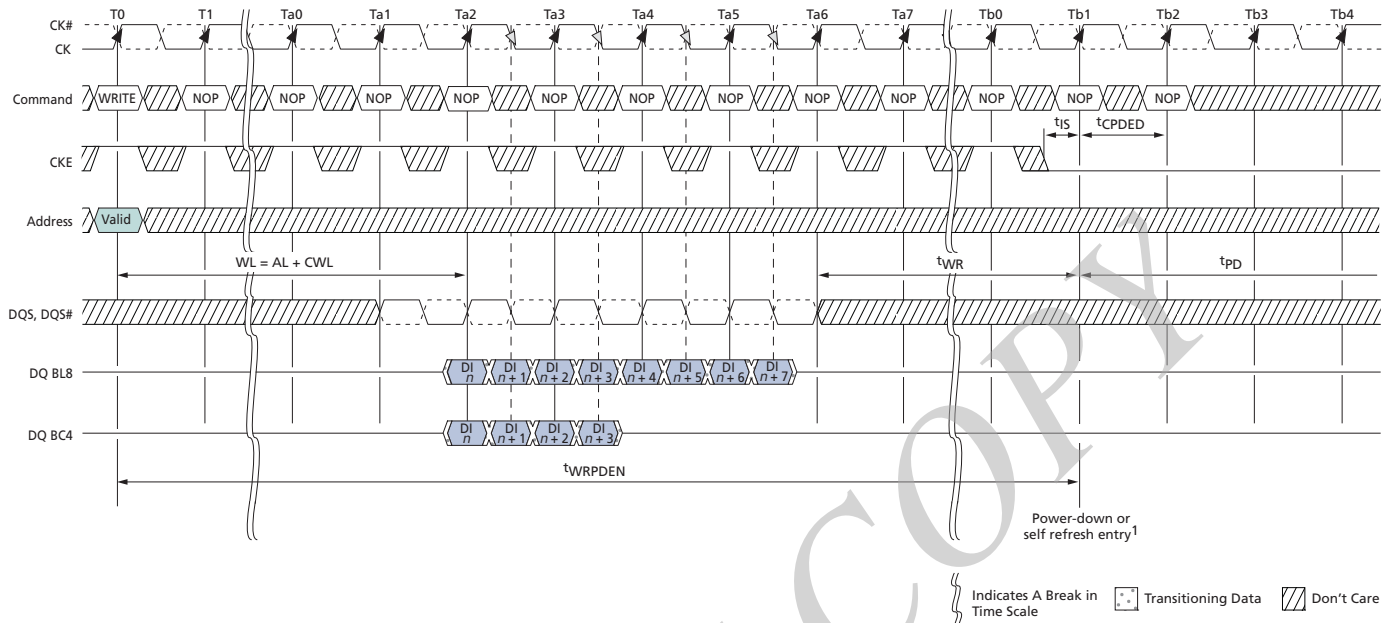 T0 T1 Ta0 Ta1 Ta2 Ta3 Ta4 Ta5 Ta6 Ta7 Tb0 Tb1 Tb2 Tb3 Tb4
CK#
CK
Command WRITE NOP NOP NOP NOP NOP NOP NOP NOP NOP NOP NOP NOP
tIS tCPDED
CKE
Address Valid
WL = AL + CWL tWR tPD
DQS, DQS#
DQ BL8 DI n DI n + 1 DI n + 2 DI n + 3 DI n + 4 DI n + 5 DI n + 6 DI n + 7
DQ BC4 DI n DI n + 1 DI n + 2 DI n + 3
tWRPDEN
Power-down or
self refresh entry1
Indicates A Break in
Time Scale
Transitioning Data
Don't Care
COPY